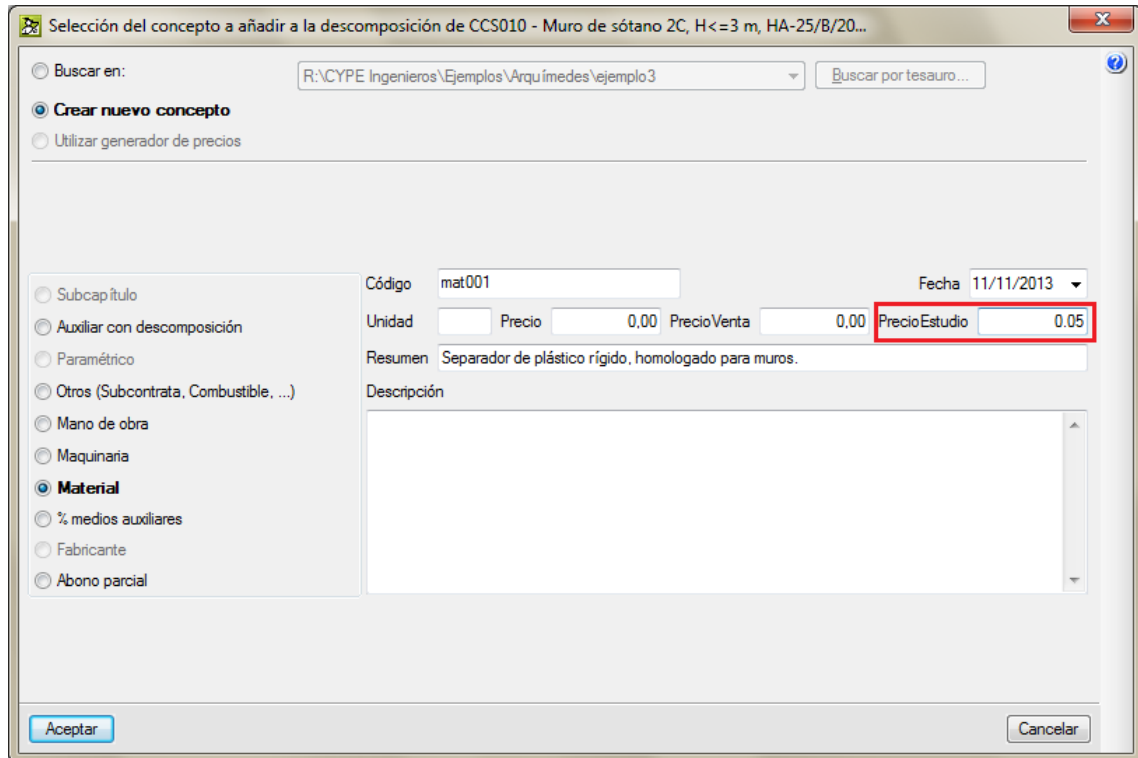 Selección del concepto a añadir a la descomposición de CCS010 - Muro de sótano 2C, H<=3 m, HA-25/B/20...
Buscar en: R:\CYPE Ingenieros\Ejemplos\Arquímedes\ejemplo3 Buscar por tesauro...
Crear nuevo concepto
Utilizar generador de precios
Subcapítulo
Auxiliar con descomposición
Paramétrico
Otros (Subcontrata, Combustible, ...)
Mano de obra
Maquinaria
Material
% medios auxiliares
Fabricante
Abono parcial
Código mat001 Fecha 11/11/2013
Unidad Precio 0,00 PrecioVenta 0,00 PrecioEstudio 0.05
Resumen Separador de plástico rígido, homologado para muros.
Descripción
Aceptar Cancelar